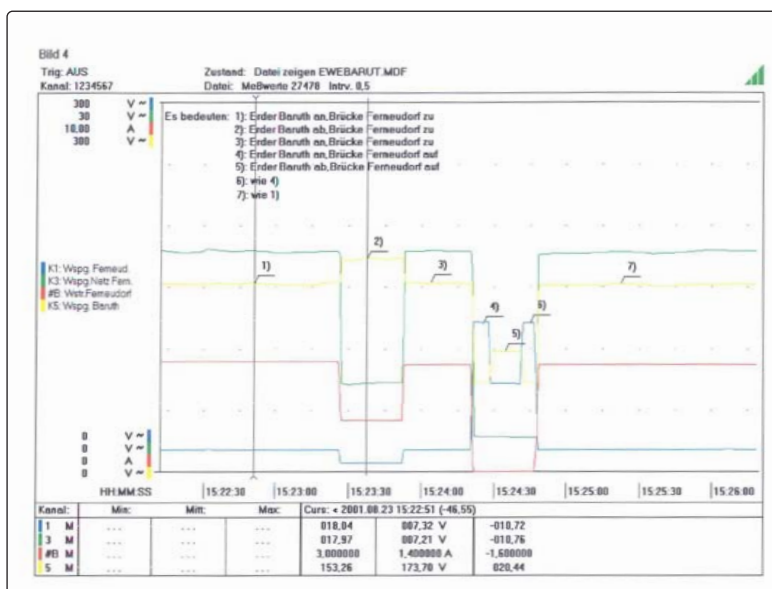 Bild 4
Trig: AUS Zustand: Datei zeigen EWEBARUT.MDF
Kanal: 1234567 Datei: Meßwerte 27478 Intrv. 0,5
300 V ~
30 V ~
10,00 A
300 V ~
Es bedeuten: 1): Erder Baruth an,Brücke Ferneudorf zu
2): Erder Baruth ab,Brücke Ferneudorf zu
3): Erder Baruth an,Brücke Ferneudorf zu
4): Erder Baruth an,Brücke Ferneudorf auf
5): Erder Baruth ab,Brücke Ferneudorf auf
6): wie 4)
7): wie 1)
2)
1) 3) 7)
K1: Wspg. Ferneud.
K3: Wspg.Netz Fern.
#B: Wstr.Ferneudorf
K5: Wspg. Baruth
4) 6)
5)
0 V ~
0 V ~
0 A
0 V ~
HH:MM:SS 15:22:30 15:23:00 15:23:30 15:24:00 15:24:30 15:25:00 15:25:30 15:26:00
Kanal: Min: Mitt: Max: Curs: < 2001.08.23 15:22:51 (-46,55)
1 M --- --- --- 018,04 007,32 V -010,72
3 M --- --- --- 017,97 007,21 V -010,76
#B M --- --- --- 3,000000 1,400000 A -1,600000
5 M --- --- --- 153,26 173,70 V 020,44